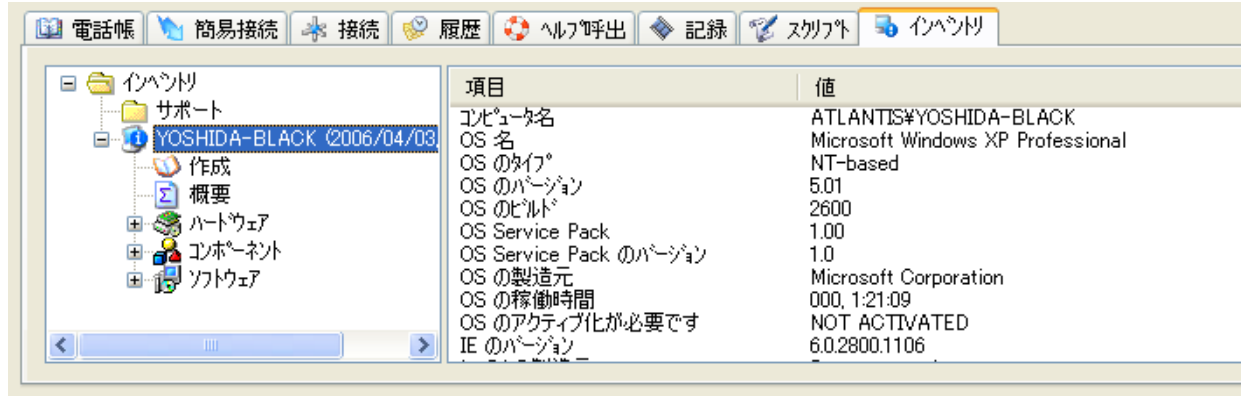 電話帳 簡易接続 接続 履歴 ヘルプ呼出 記録 スクリプト インベントリ
インベントリ
サポート
YOSHIDA-BLACK (2006/04/03,
作成
概要
ハードウェア
コンポーネント
ソフトウェア
項目 値
コンピュータ名 ATLANTIS¥YOSHIDA-BLACK
OS 名 Microsoft Windows XP Professional
OS のタイプ NT-based
OS のバージョン 5.01
OS のビルド 2600
OS Service Pack 1.00
OS Service Pack のバージョン 1.0
OS の製造元 Microsoft Corporation
OS の稼働時間 000, 1:21:09
OS のアクティブ化が必要です NOT ACTIVATED
IE のバージョン 6.0.2800.1106